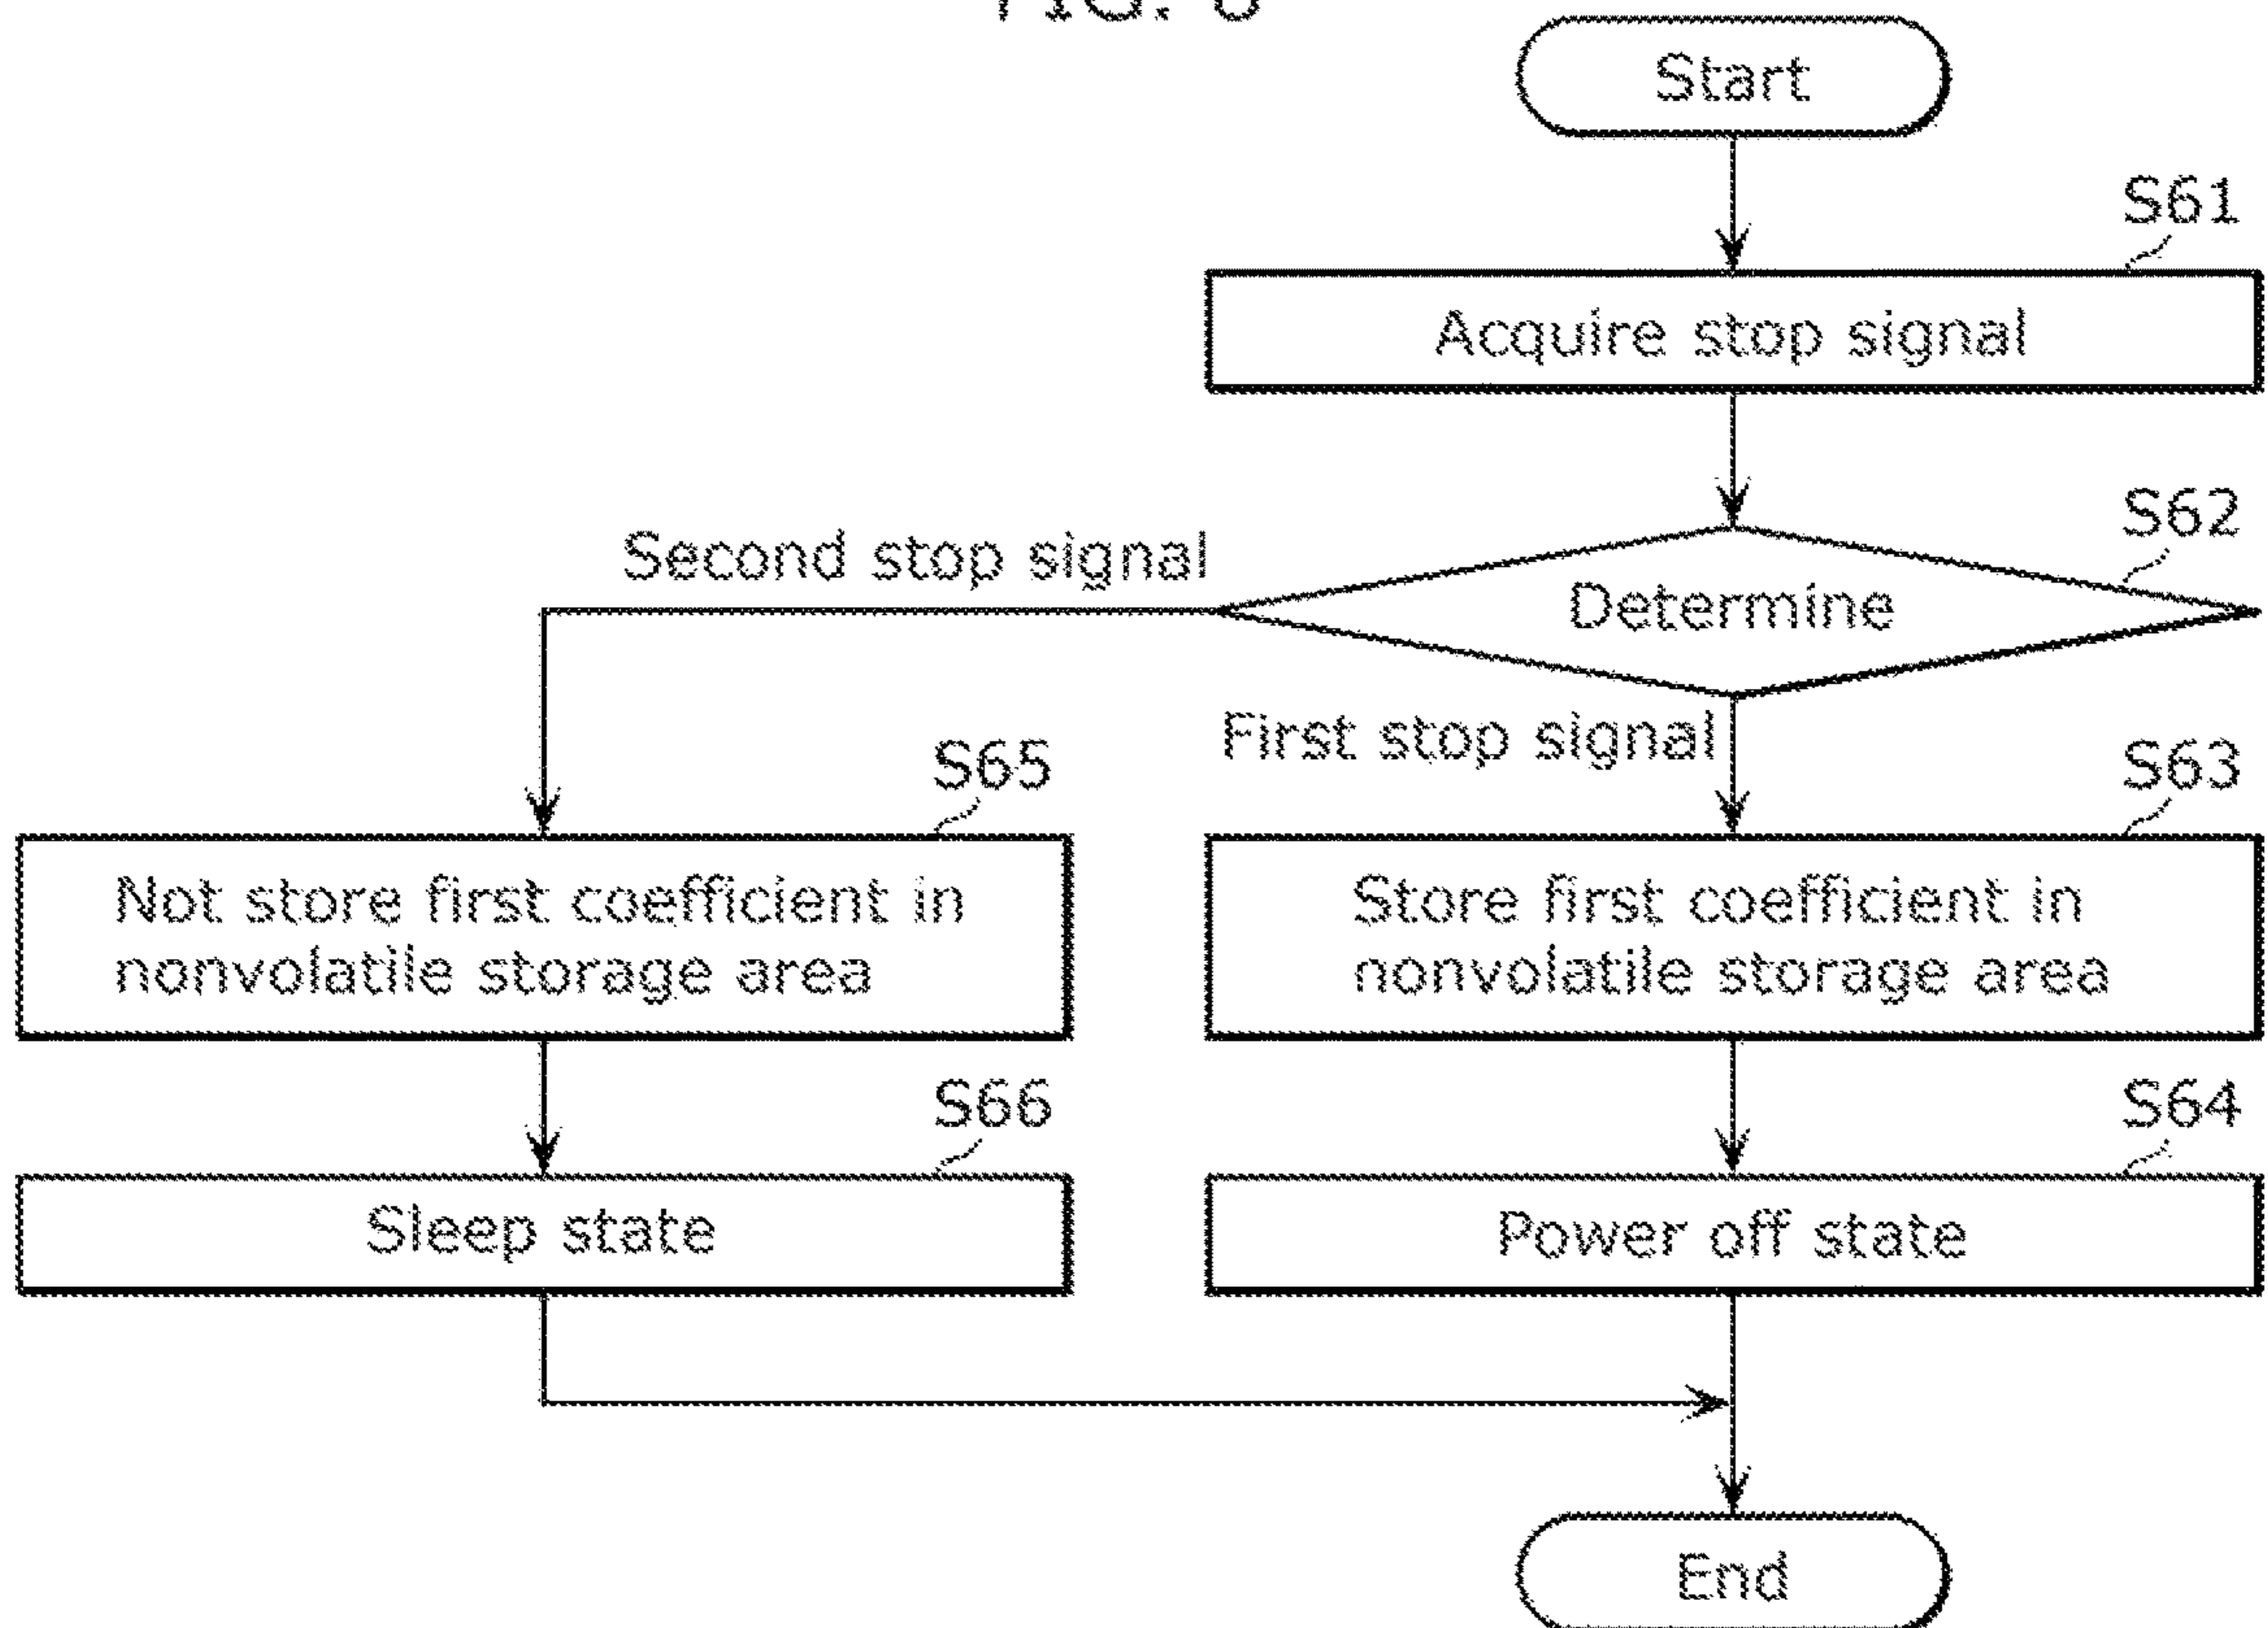 Start
S61
Acquire stop signal
S62
Second stop signal
Determine
First stop signal
S65
S63
Not store first coefficient in
nonvolatile storage area
Store first coefficient in
nonvolatile storage area
S66
S64
Sleep state
Power off state
End